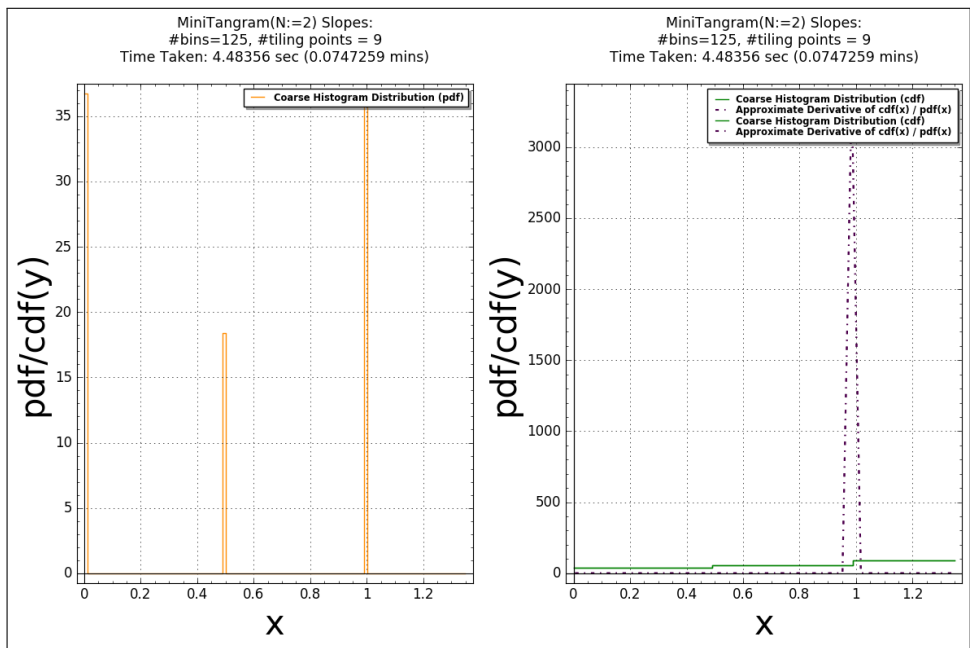 MiniTangram(N:=2) Slopes:
#bins=125, #tiling points = 9
Time Taken: 4.48356 sec (0.0747259 mins)
Coarse Histogram Distribution (pdf)
pdf/cdf(y)
35
30
25
20
15
10
5
0
0 0.2 0.4 0.6 0.8 1 1.2
x
MiniTangram(N:=2) Slopes:
#bins=125, #tiling points = 9
Time Taken: 4.48356 sec (0.0747259 mins)
Coarse Histogram Distribution (cdf)
Approximate Derivative of cdf(x) / pdf(x)
Coarse Histogram Distribution (cdf)
Approximate Derivative of cdf(x) / pdf(x)
pdf/cdf(y)
3000
2500
2000
1500
1000
500
0
0 0.2 0.4 0.6 0.8 1 1.2
x